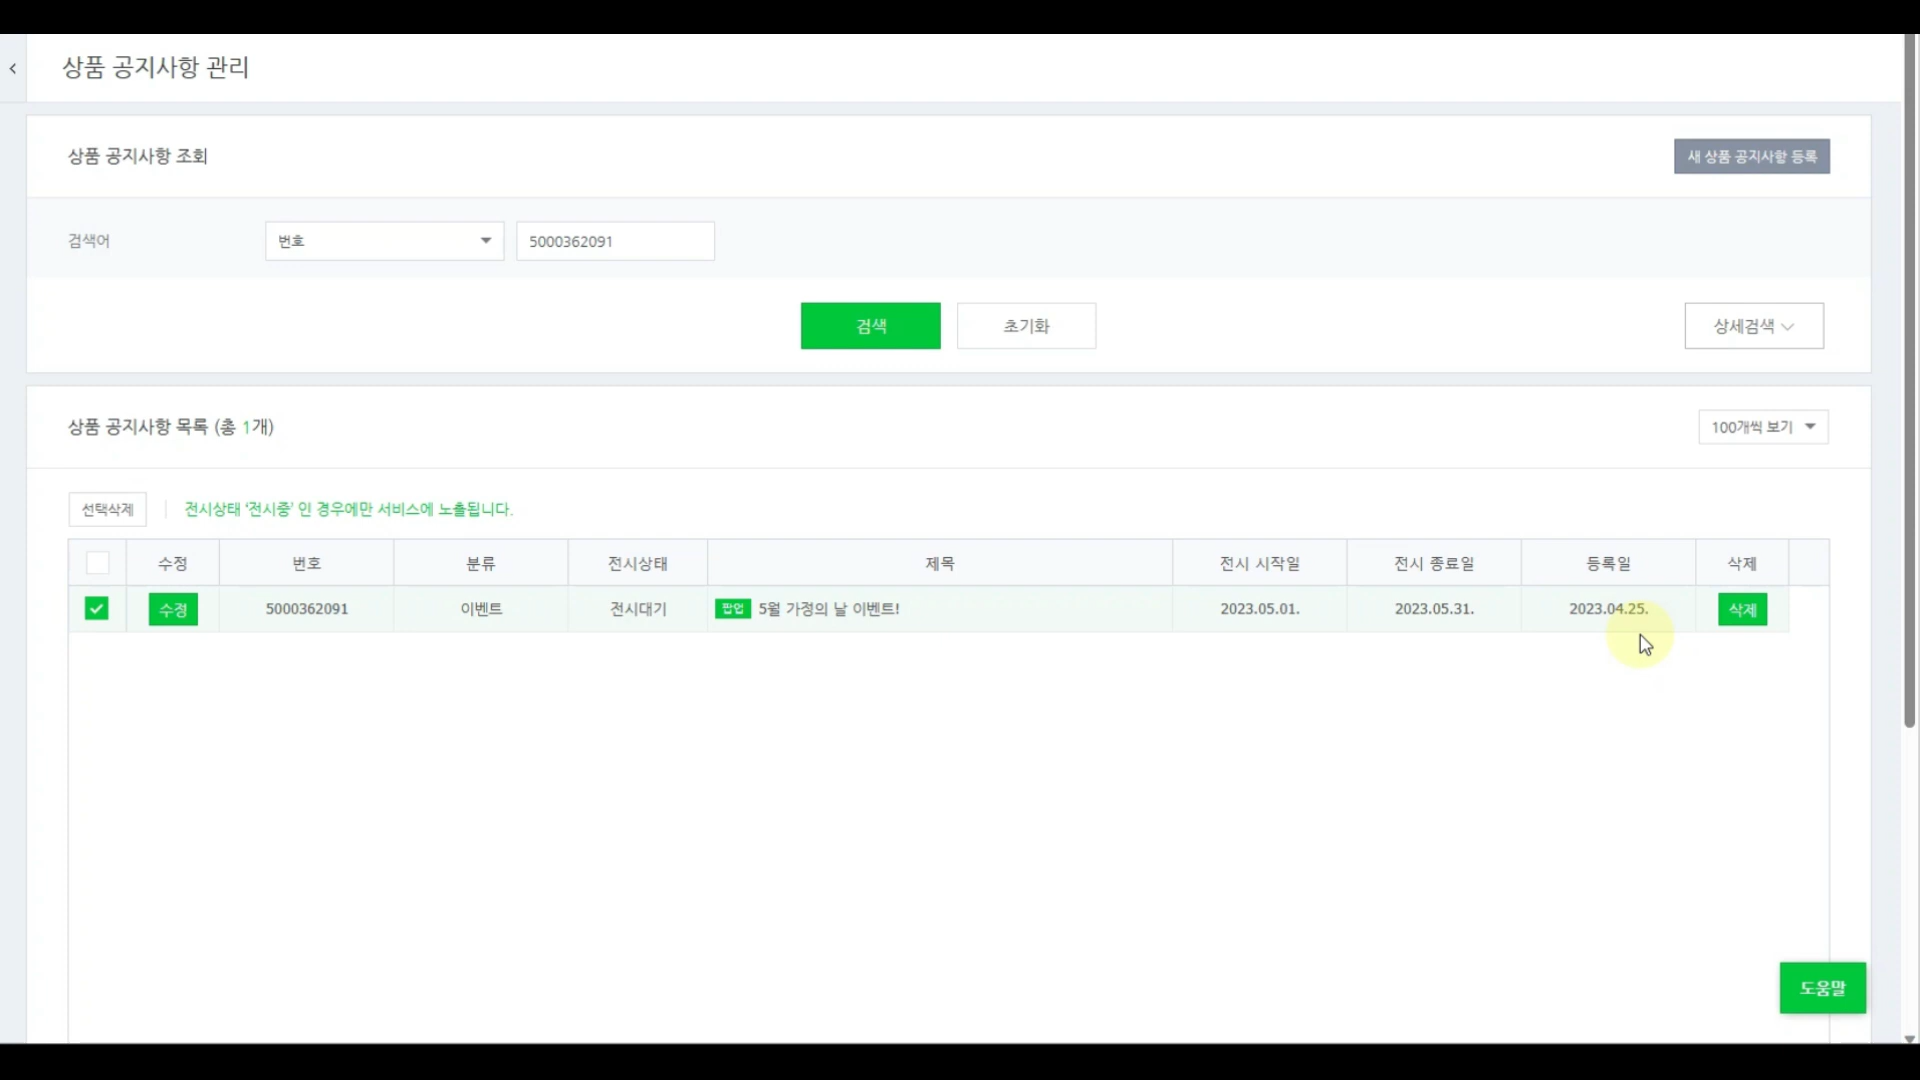 상품 공지사항 관리
상품 공지사항 조회
새 상품 공지사항 등록
검색어
번호
5000362091
검색
초기화
상세검색
상품 공지사항 목록 (총 1개)
100개씩 보기
선택삭제
전시상태 ‘전시중’ 인 경우에만 서비스에 노출됩니다.
수정 번호 분류 전시상태 제목 전시 시작일 전시 종료일 등록일 삭제
수정 5000362091 이벤트 전시대기 팝업 5월 가정의 날 이벤트! 2023.05.01. 2023.05.31. 2023.04.25. 삭제
도움말